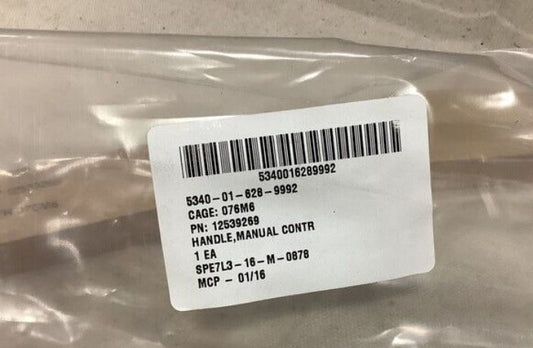 5340016289992
5340-01-628-9992
CAGE: 076M6
PN: 12539269
HANDLE,MANUAL CONTR
1 EA
SPE7L3-16-M-0878
MCP - 01/16